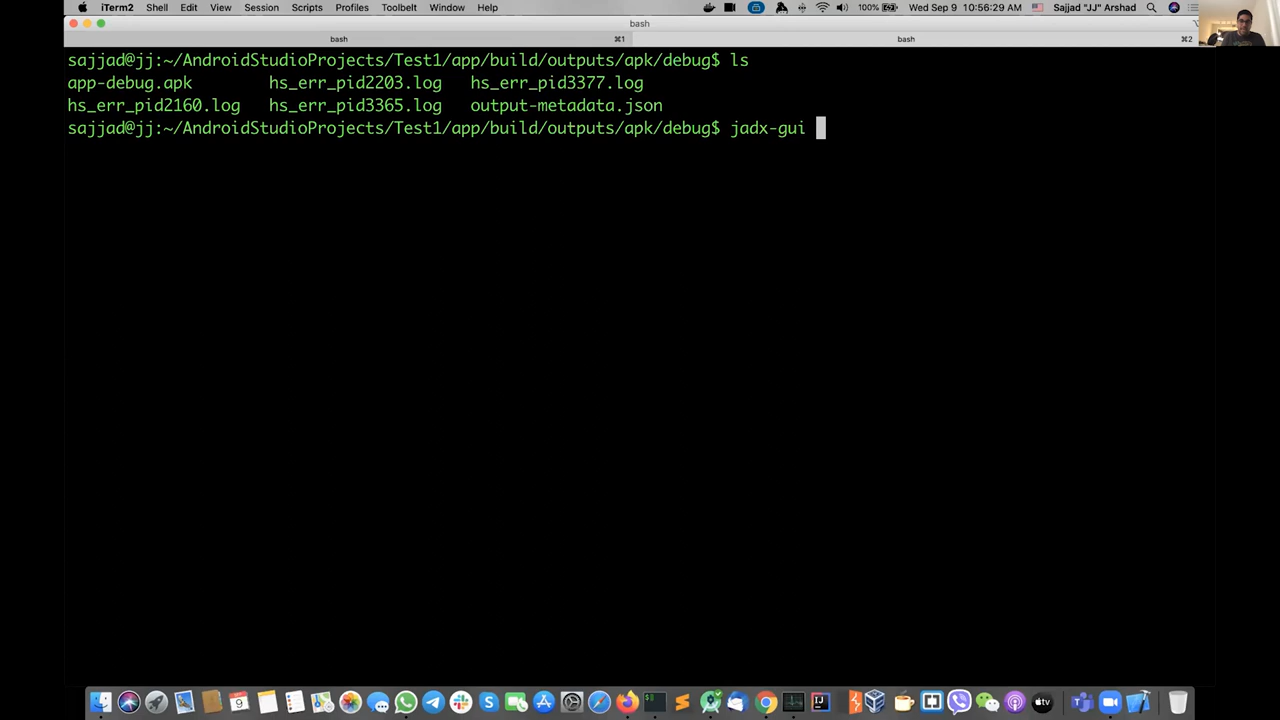 iTerm2 Shell Edit View Session Scripts Profiles Toolbelt Window Help 100% Wed Sep 9 10:56:29 AM Sajjad "JJ" Arshad
bash
bash ⌘1 bash ⌘2
sajjad@jj:~/AndroidStudioProjects/Test1/app/build/outputs/apk/debug$ ls
app-debug.apk hs_err_pid2203.log hs_err_pid3377.log
hs_err_pid2160.log hs_err_pid3365.log output-metadata.json
sajjad@jj:~/AndroidStudioProjects/Test1/app/build/outputs/apk/debug$ jadx-gui